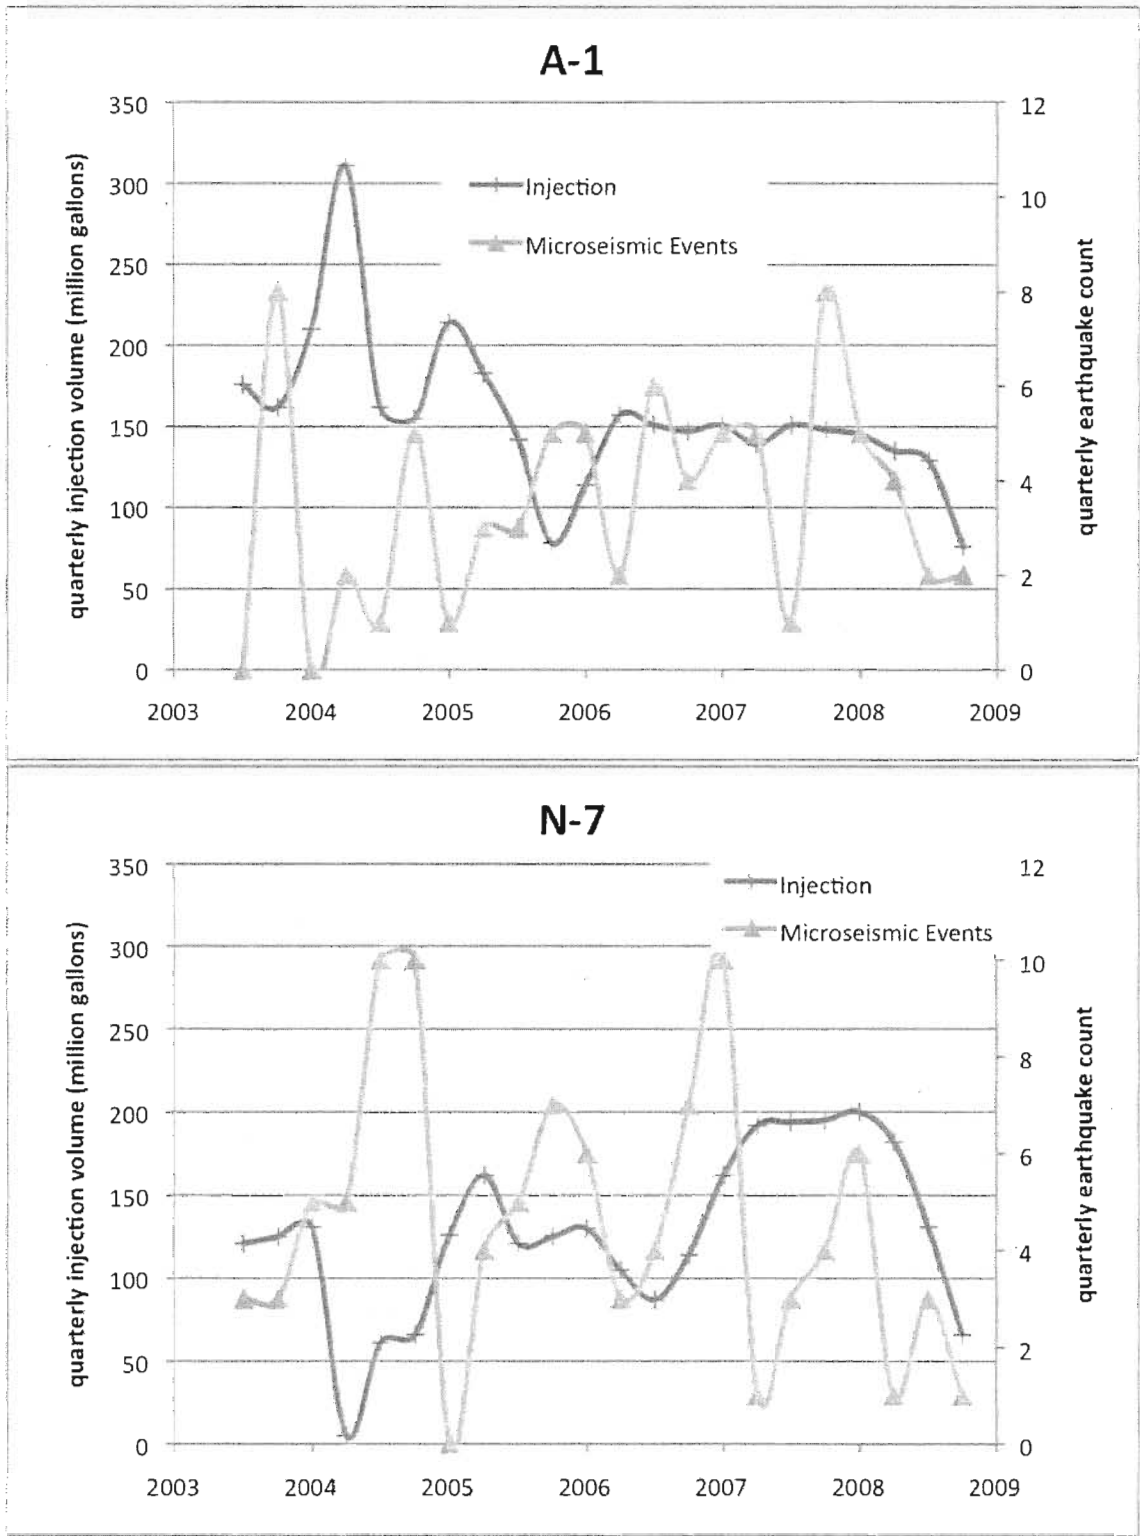 A-1
350
300
250
200
150
100
50
0
quarterly injection volume (million gallons)
Injection
Microseismic Events
12
10
8
6
4
2
0
quarterly earthquake count
2003 2004 2005 2006 2007 2008 2009
N-7
350
300
250
200
150
100
50
0
quarterly injection volume (million gallons)
Injection
Microseismic Events
12
10
8
6
4
2
0
quarterly earthquake count
2003 2004 2005 2006 2007 2008 2009